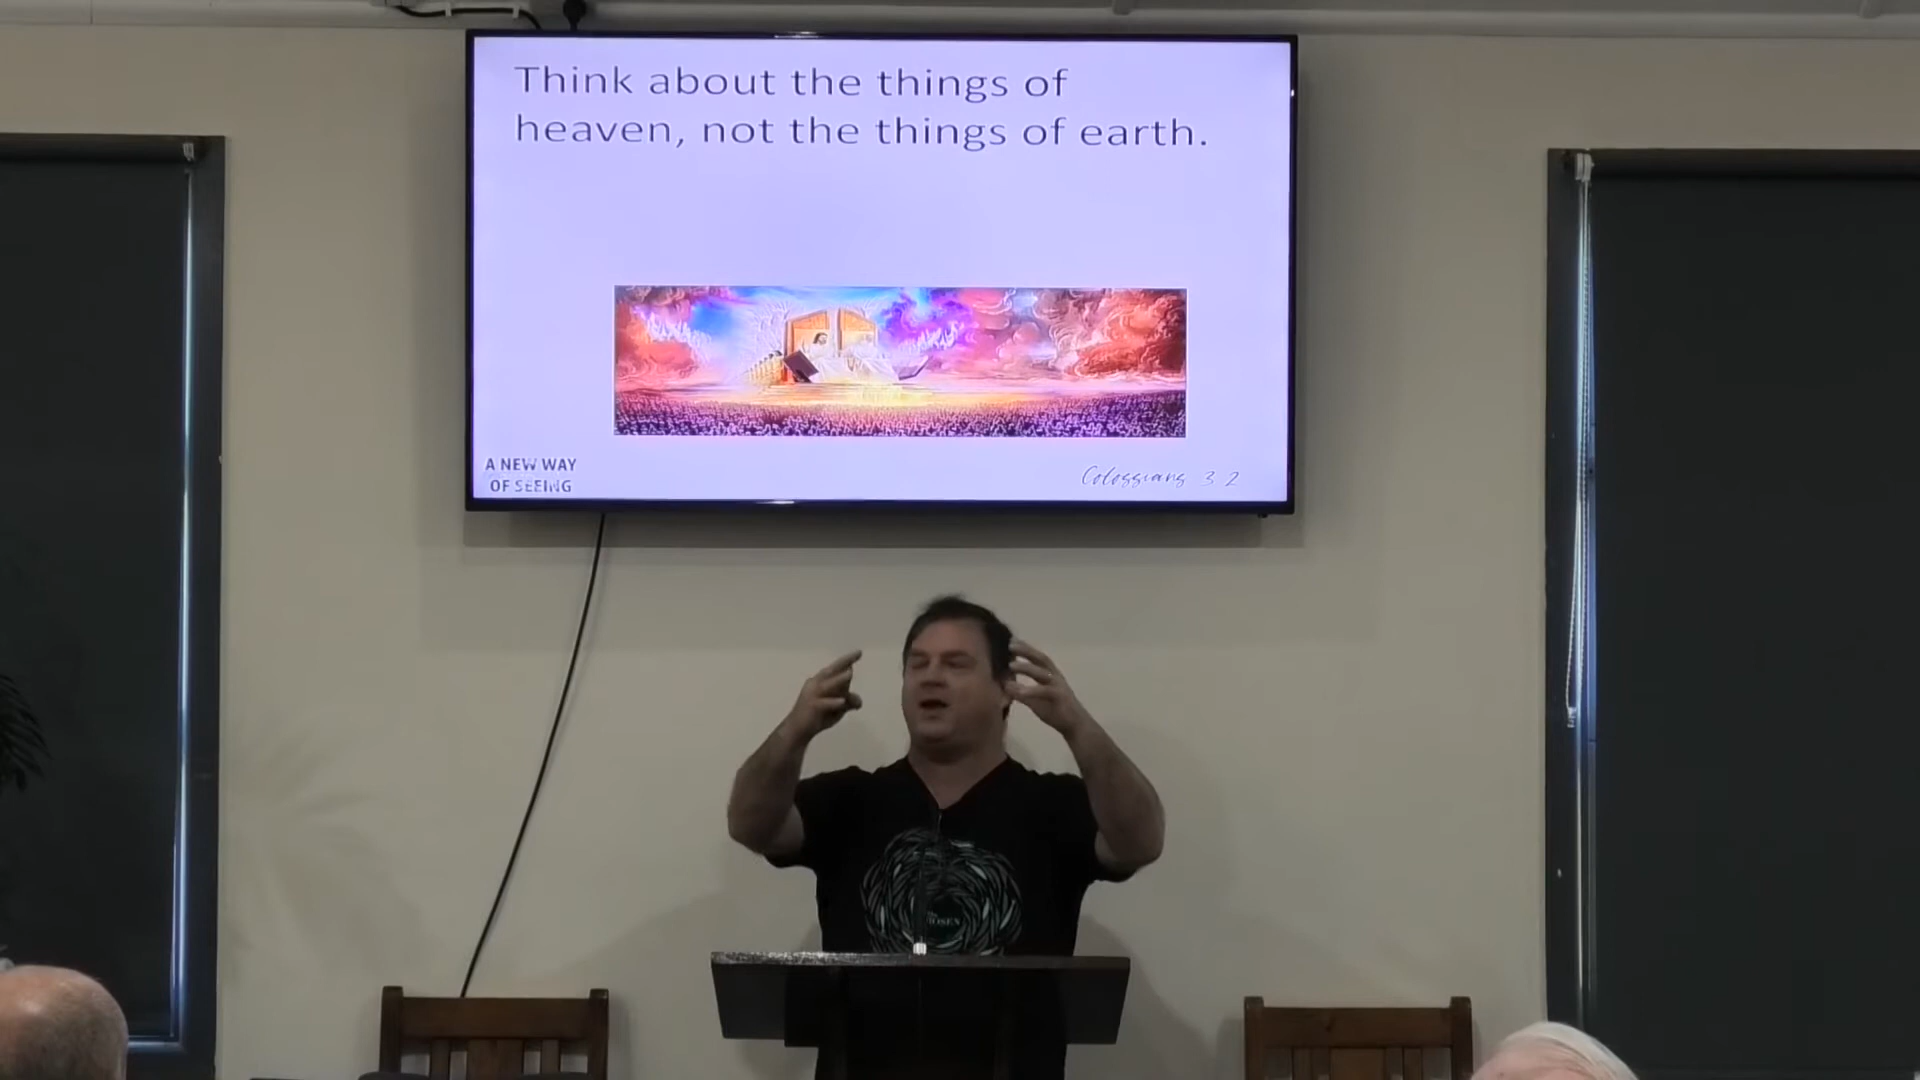 Think about the things of
heaven, not the things of earth.
A NEW WAY
OF SEEING
Colossians 3 2